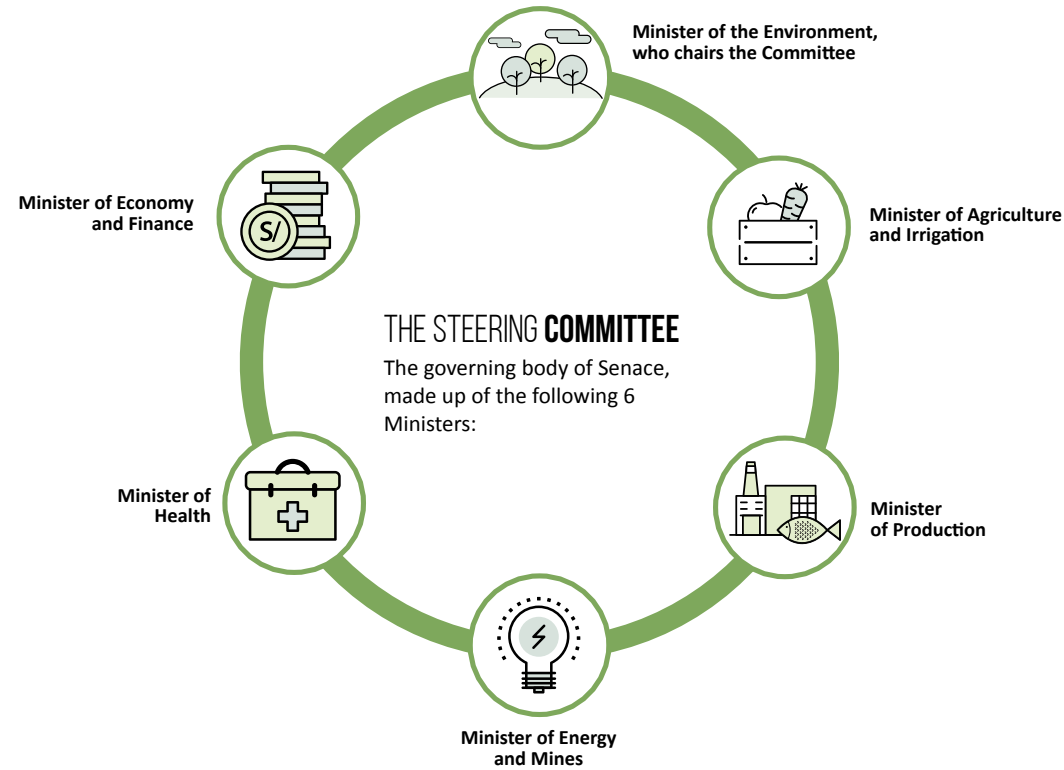 Minister of the Environment,
who chairs the Committee
Minister of Economy
and Finance
S/
Minister of Agriculture
and Irrigation
THE STEERING COMMITTEE
The governing body of Senace,
made up of the following 6
Ministers:
Minister of
Health
Minister
of Production
Minister of Energy
and Mines